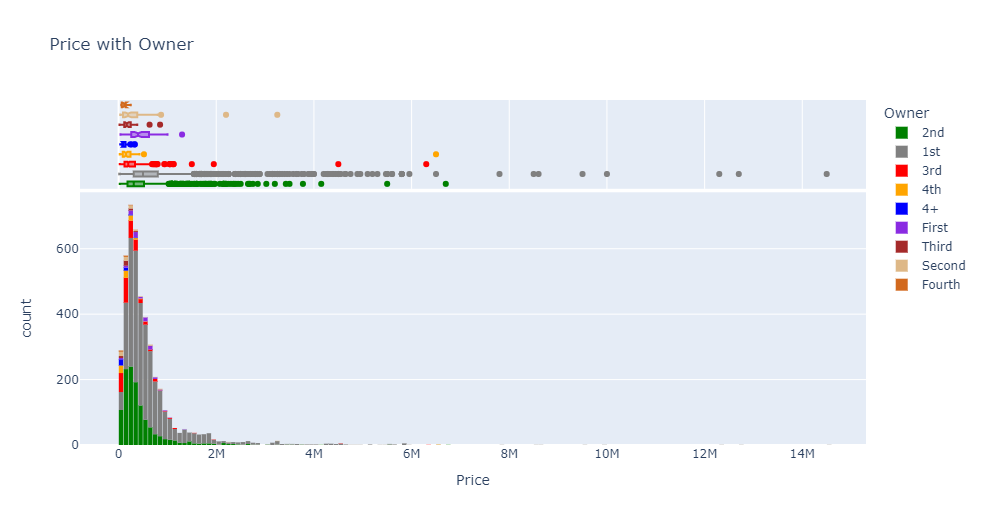 Price with Owner
Owner
2nd
1st
3rd
4th
4+
First
Third
Second
Fourth
600
400
200
0
count
0 2M 4M 6M 8M 10M 12M 14M
Price